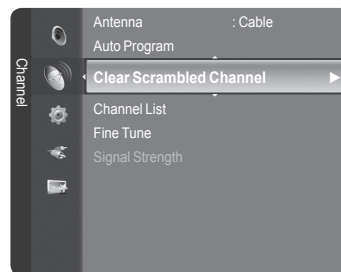 Channel
Antenna : Cable
Auto Program
Clear Scrambled Channel
Channel List
Fine Tune
Signal Strength